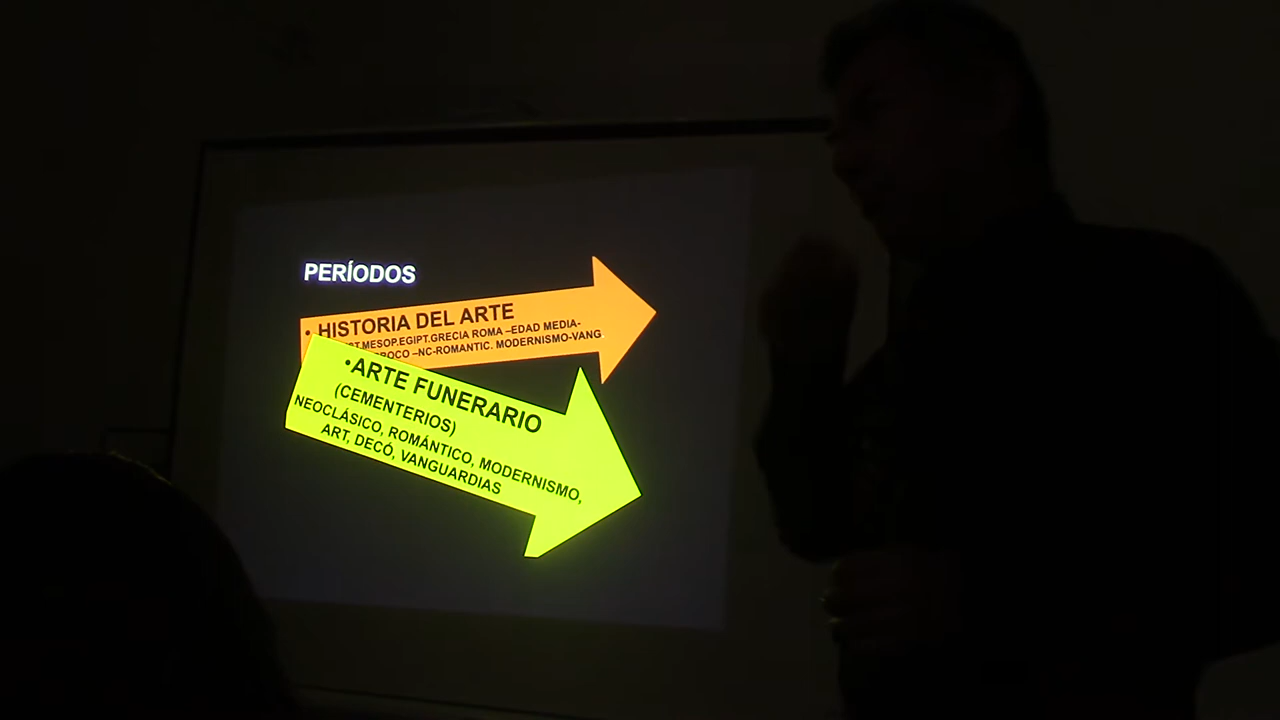 PERÍODOS
• HISTORIA DEL ARTE
MESOP.EGIPT.GRECIA ROMA –EDAD MEDIA-
–NC-ROMANTIC. MODERNISMO-VANG.
•ARTE FUNERARIO
(CEMENTERIOS)
NEOCLÁSICO, ROMÁNTICO, MODERNISMO,
ART, DECÓ, VANGUARDIAS